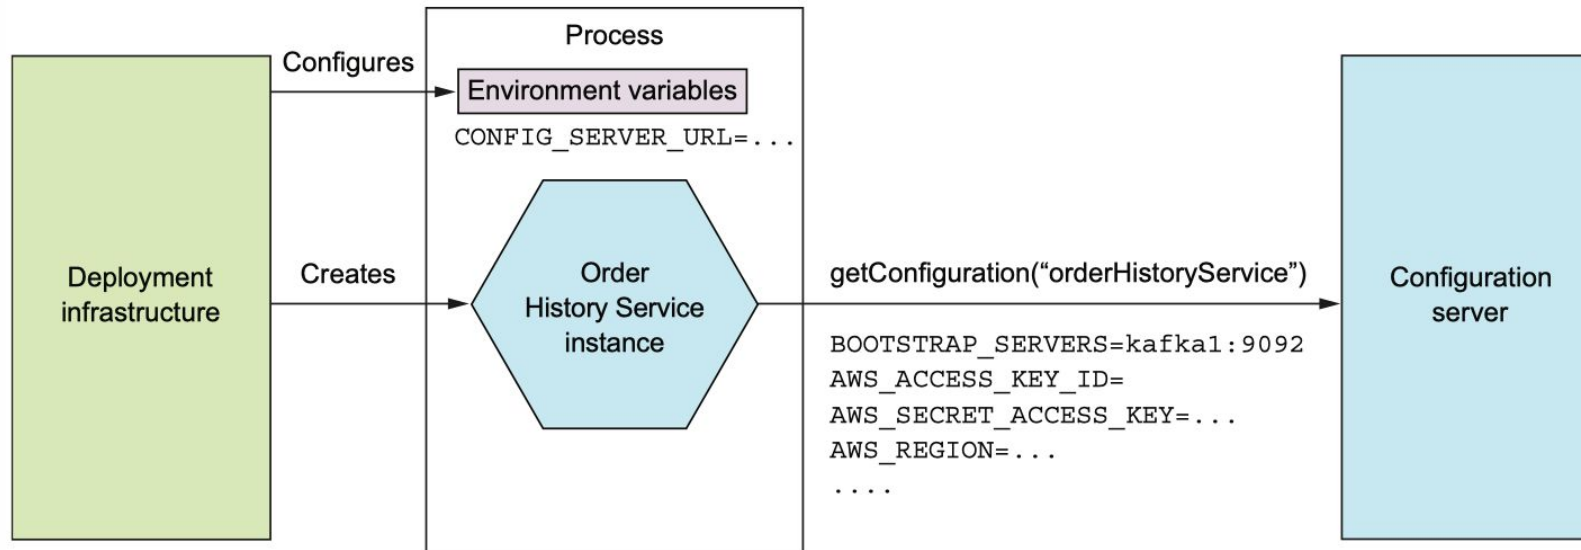 Process
Configures
Environment variables
CONFIG_SERVER_URL=...
Deployment
infrastructure
Creates
Order
History Service
instance
getConfiguration(“orderHistoryService”)
BOOTSTRAP_SERVERS=kafka1:9092
AWS_ACCESS_KEY_ID=
AWS_SECRET_ACCESS_KEY=...
AWS_REGION=...
....
Configuration
server